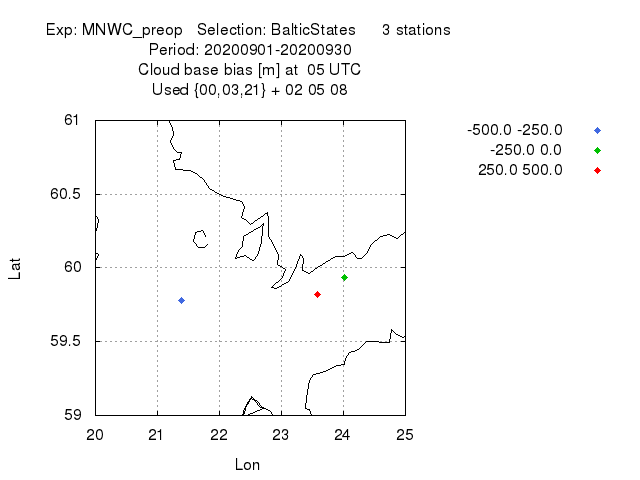 Exp: MNWC_preop Selection: BalticStates 3 stations
Period: 20200901-20200930
Cloud base bias [m] at 05 UTC
Used {00,03,21} + 02 05 08
-500.0 -250.0
-250.0 0.0
250.0 500.0
61
60.5
60
59.5
59
Lat
20 21 22 23 24 25
Lon